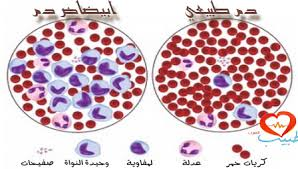 دم طبيعي
ابيضاض دم
كريات حمر
عدلة
لمفاوية
وحيدة النواة
صفيحات